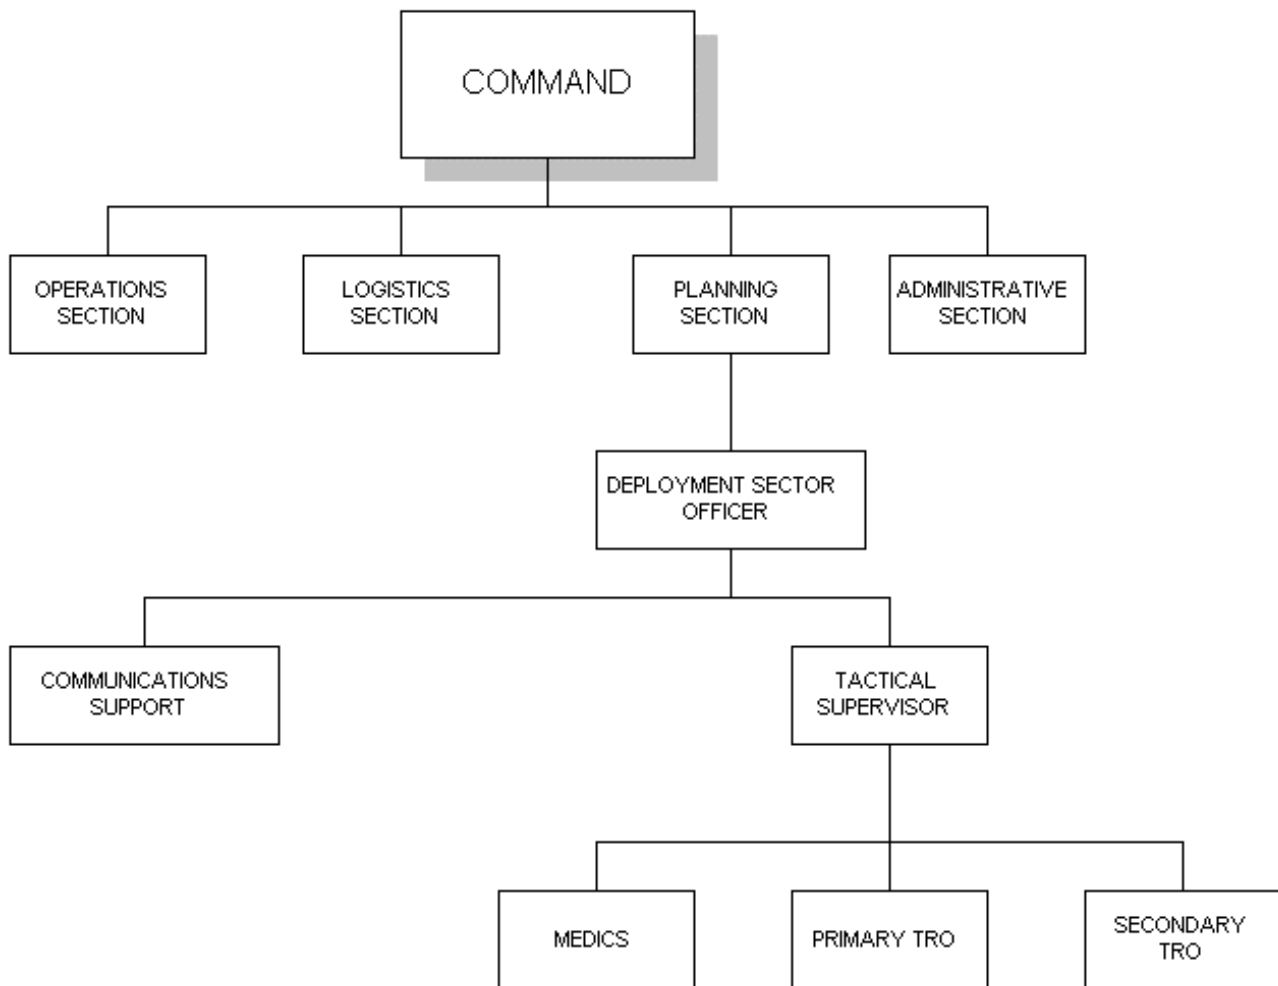 COMMAND
OPERATIONS
SECTION
LOGISTICS
SECTION
PLANNING
SECTION
ADMINISTRATIVE
SECTION
DEPLOYMENT SECTOR
OFFICER
COMMUNICATIONS
SUPPORT
TACTICAL
SUPERVISOR
MEDICS
PRIMARY TRO
SECONDARY
TRO